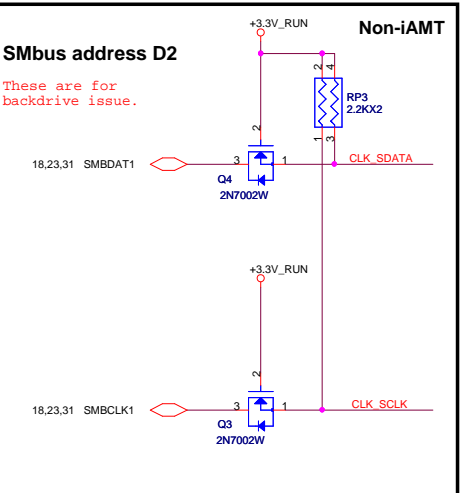 +3.3V_RUN
Non-iAMT
SMbus address D2
These are for
backdrive issue.
2 4
RP3
2.2KX2
2
1 3
18,23,31 SMBDAT1
3 1
CLK_SDATA
Q4
2N7002W
+3.3V_RUN
2
18,23,31 SMBCLK1
3 1
CLK_SCLK
Q3
2N7002W